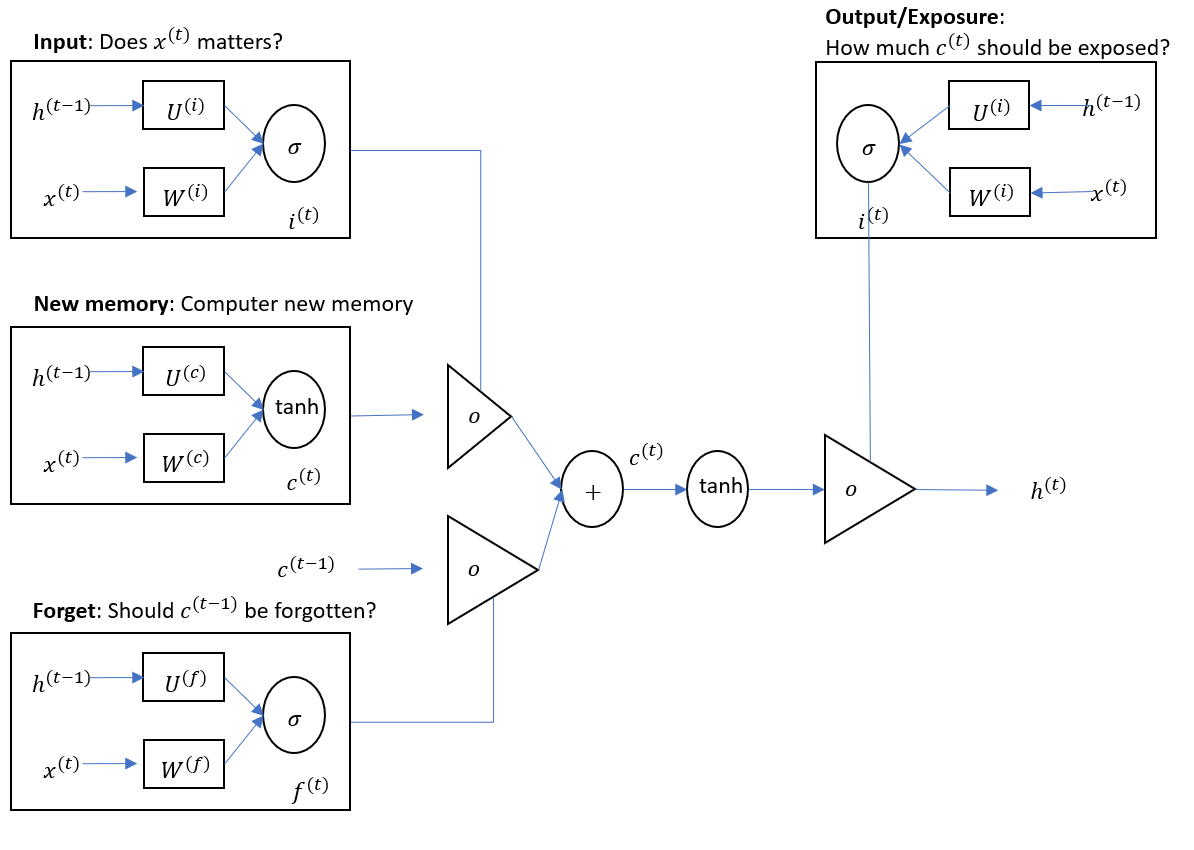 Input: Does x^(t) matters?
h^(t−1)
U^(i)
σ
x^(t)
W^(i)
i^(t)
Output/Exposure:
How much c^(t) should be exposed?
σ
U^(i)
h^(t−1)
W^(i)
x^(t)
i^(t)
New memory: Computer new memory
h^(t−1)
U^(c)
tanh
x^(t)
W^(c)
c^(t)
o
c^(t−1)
o
+
c^(t)
tanh
o
h^(t)
Forget: Should c^(t−1) be forgotten?
h^(t−1)
U^(f)
σ
x^(t)
W^(f)
f^(t)